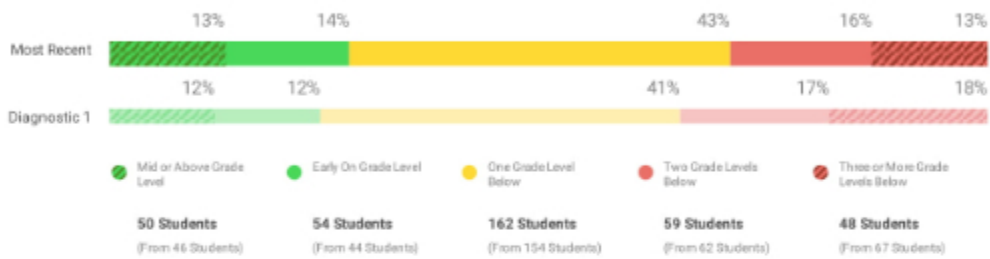 13% 14% 43% 16% 13%
Most Recent
12% 12% 41% 17% 18%
Diagnostic 1
Mid or Above Grade Level
Early On Grade Level
One Grade Level Below
Two Grade Levels Below
Three or More Grade Levels Below
50 Students 54 Students 162 Students 59 Students 48 Students
(From 46 Students) (From 44 Students) (From 154 Students) (From 62 Students) (From 67 Students)